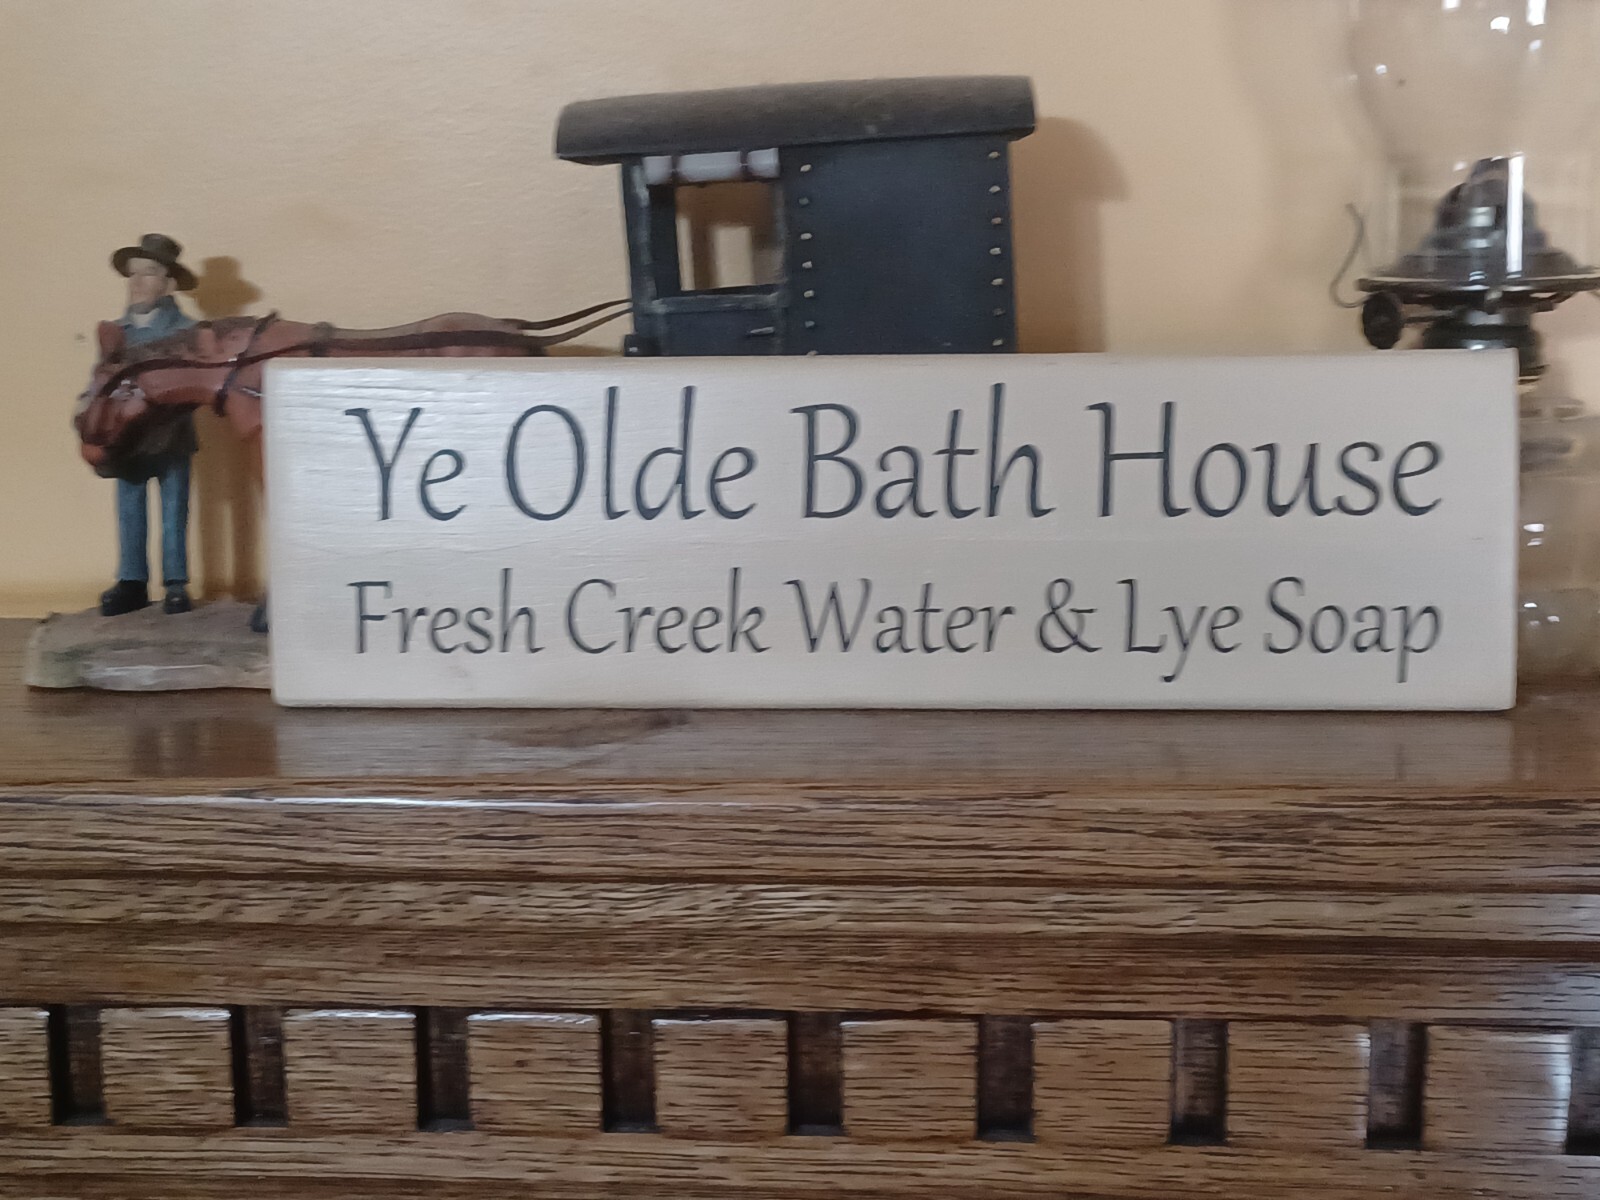 Ye Olde Bath House
Fresh Creek Water & Lye Soap